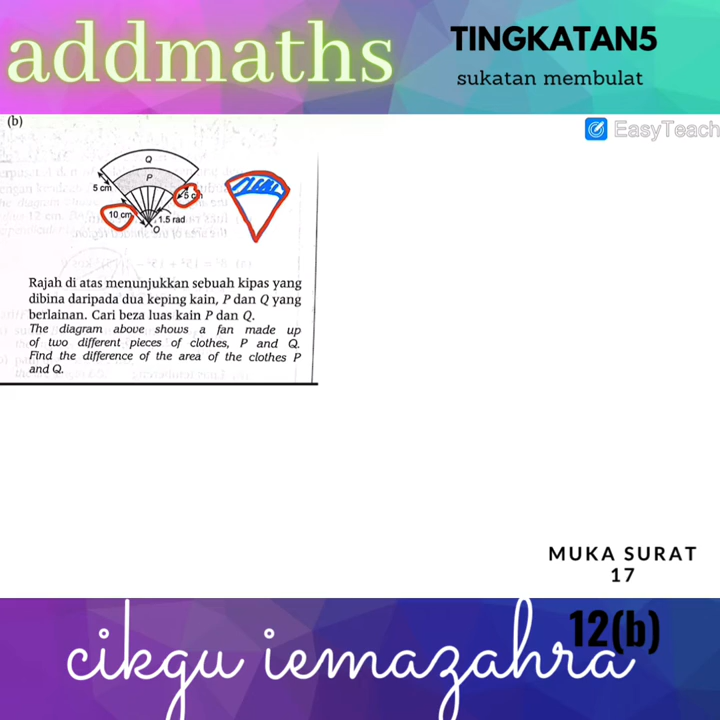 addmaths
TINGKATAN5
sukatan membulat
(b)
EasyTeach
Q
P
5 cm
5 cm
10 cm
1.5 rad
O
Rajah di atas menunjukkan sebuah kipas yang
dibina daripada dua keping kain, P dan Q yang
berlainan. Cari beza luas kain P dan Q.
The diagram above shows a fan made up
of two different pieces of clothes, P and Q.
Find the difference of the area of the clothes P
and Q.
MUKA SURAT
17
12(b)
cikgu iemazahra